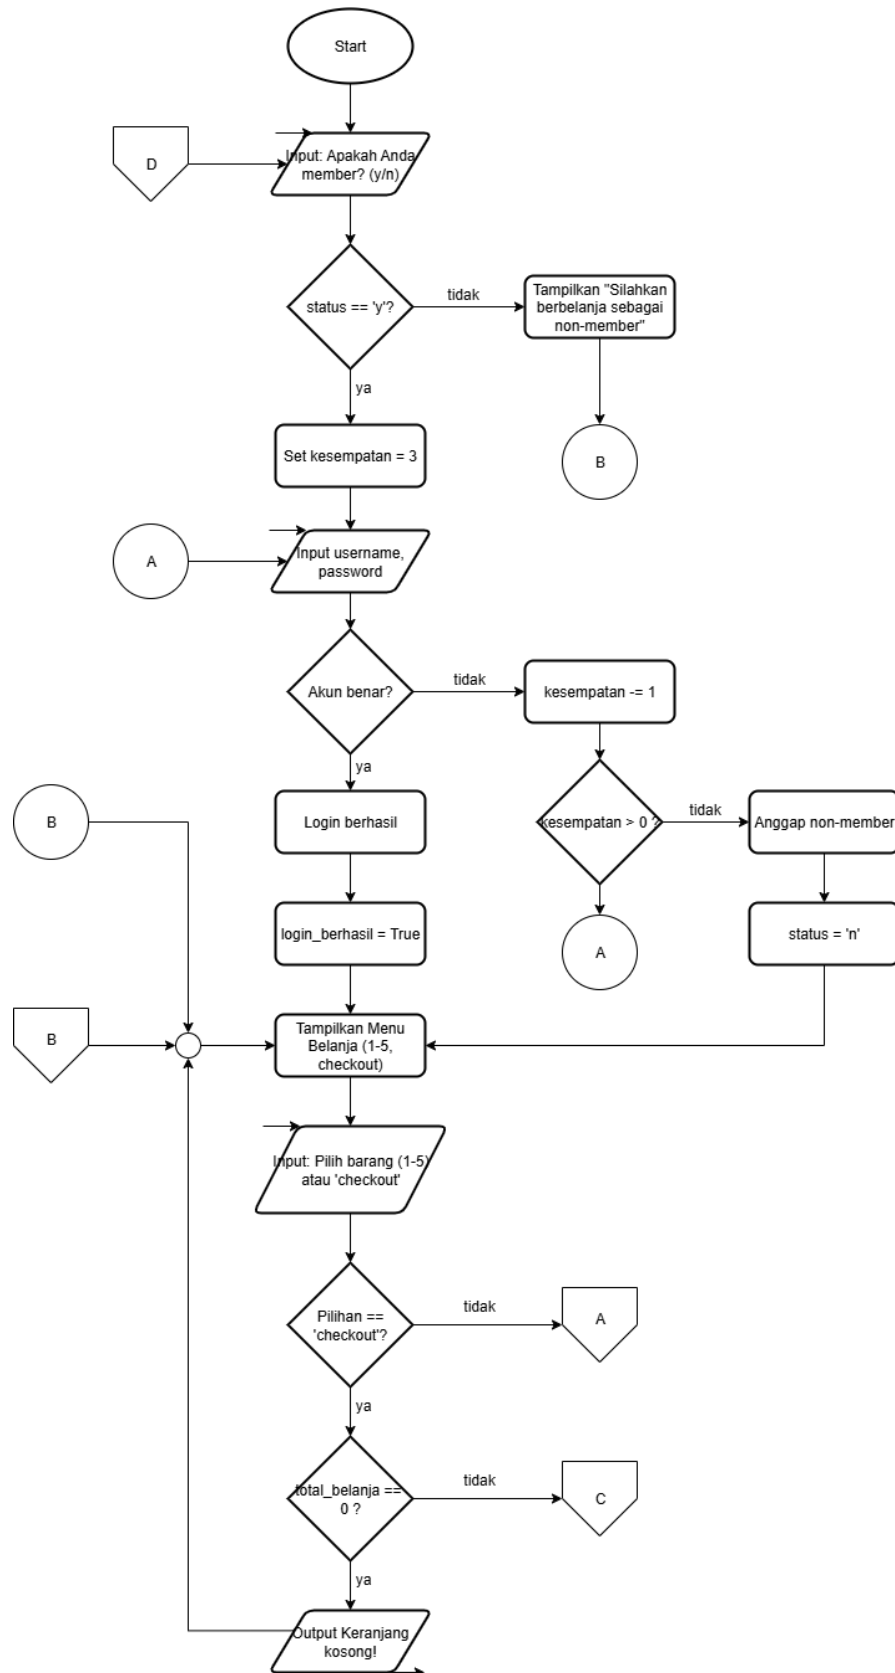 Start
D
Input: Apakah Anda
member? (y/n)
status == 'y'?
tidak
Tampilkan "Silahkan
berbelanja sebagai
non-member"
ya
Set kesempatan = 3
B
A
Input username,
password
Akun benar?
tidak
kesempatan -= 1
ya
B
Login berhasil
kesempatan > 0 ?
tidak
Anggap non-member
login_berhasil = True
A
status = 'n'
B
Tampilkan Menu
Belanja (1-5,
checkout)
Input: Pilih barang (1-5)
atau 'checkout'
Pilihan ==
'checkout'?
tidak
A
ya
total_belanja ==
0 ?
tidak
C
ya
Output Keranjang
kosong!